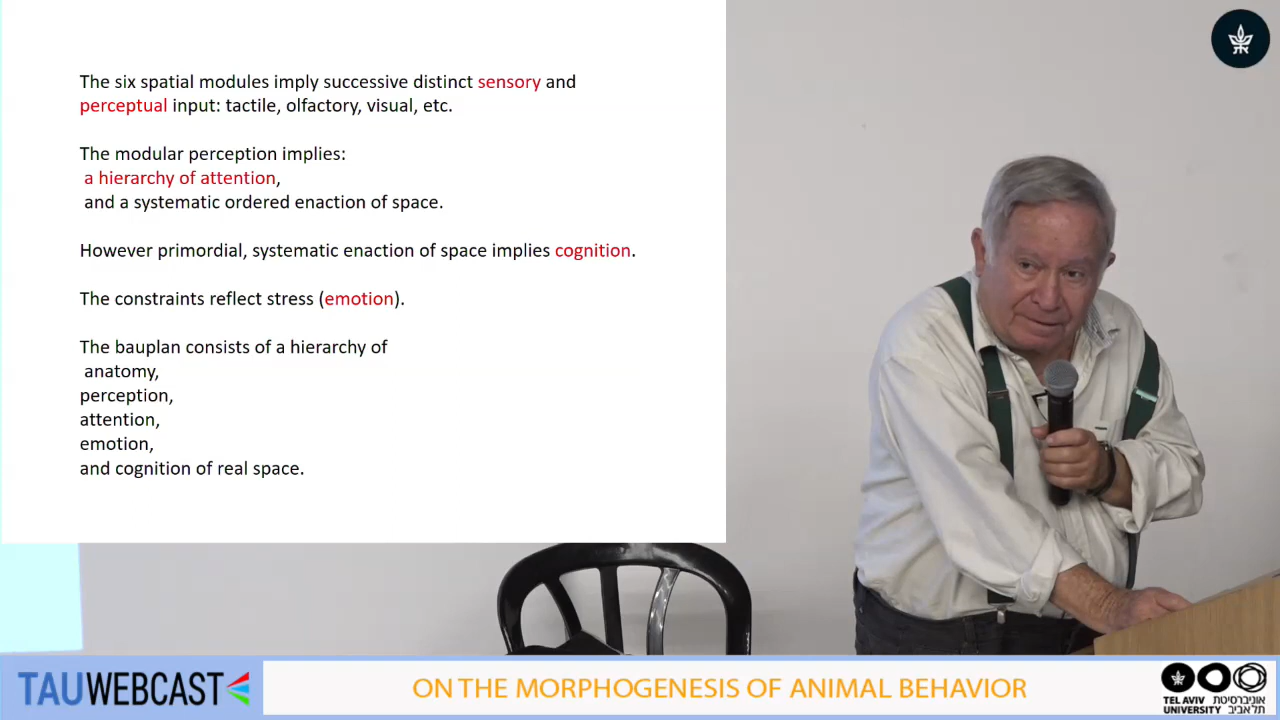 The six spatial modules imply successive distinct sensory and
perceptual input: tactile, olfactory, visual, etc.
The modular perception implies:
a hierarchy of attention,
and a systematic ordered enaction of space.
However primordial, systematic enaction of space implies cognition.
The constraints reflect stress (emotion).
The bauplan consists of a hierarchy of
anatomy,
perception,
attention,
emotion,
and cognition of real space.
TAUWEBCAST
ON THE MORPHOGENESIS OF ANIMAL BEHAVIOR
TEL AVIV אוניברסיטת
UNIVERSITY תל אביב